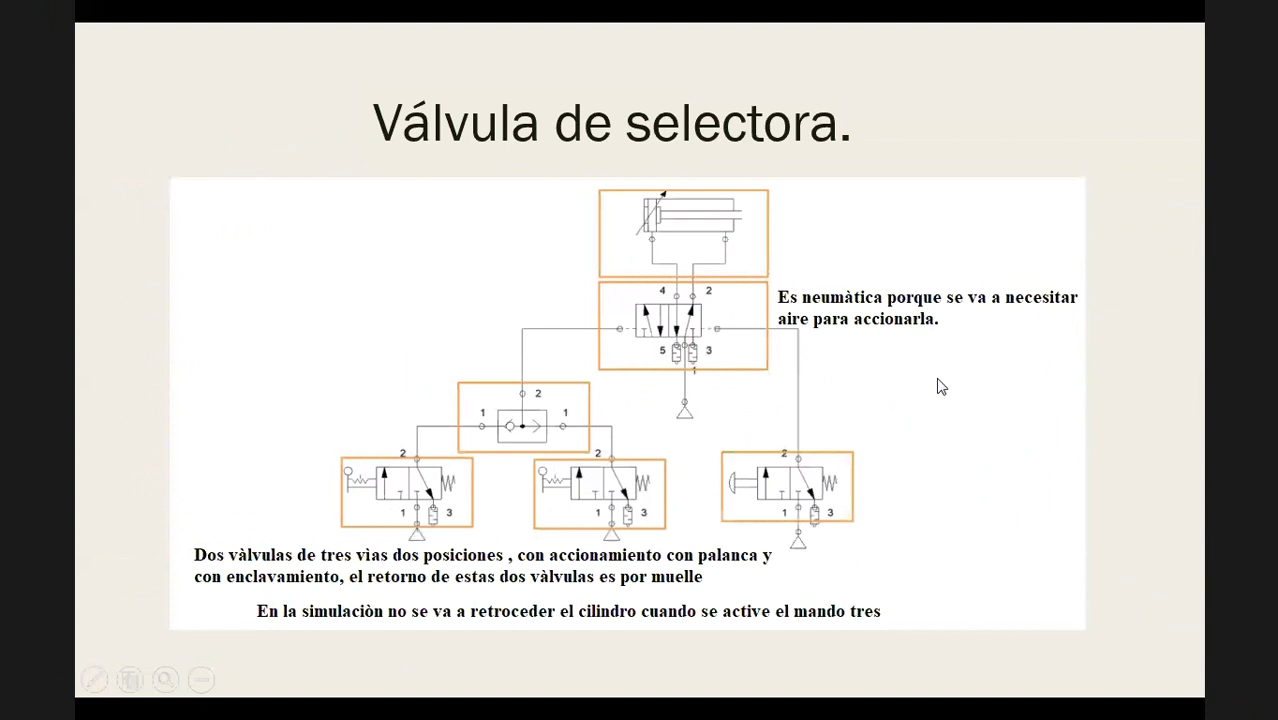 Válvula de selectora.
4 2
Es neumàtica porque se va a necesitar
aire para accionarla.
5 3
1
2
1 1
2 2 2
1 3 1 3 1 3
Dos vàlvulas de tres vìas dos posiciones , con accionamiento con palanca y
con enclavamiento, el retorno de estas dos vàlvulas es por muelle
En la simulaciòn no se va a retroceder el cilindro cuando se active el mando tres